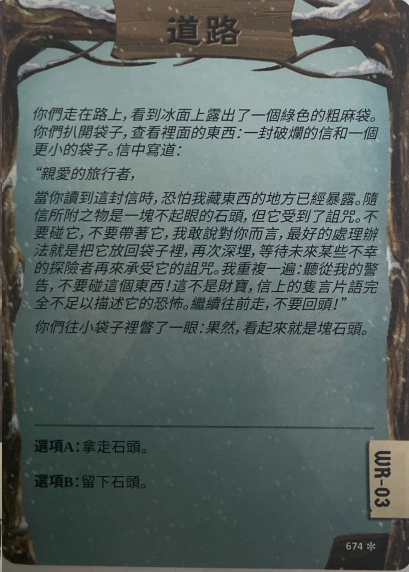 道路
你們走在路上，看到冰面上露出了一個綠色的粗麻袋。
你們扒開袋子，查看裡面的東西：一封破爛的信和一個
更小的袋子。信中寫道：
“親愛的旅行者，
當你讀到這封信時，恐怕我藏東西的地方已經暴露。隨
信所附之物是一塊不起眼的石頭，但它受到了詛咒。不
要碰它，不要帶著它，我敢說對你而言，最好的處理辦
法就是把它放回袋子裡，再次深埋，等待未來某些不幸
的探險者再來承受它的詛咒。我重複一遍：聽從我的警
告，不要碰這個東西！這不是財寶，信上的隻言片語完
全不足以描述它的恐怖。繼續往前走，不要回頭！”
你們往小袋子裡瞥了一眼：果然，看起來就是塊石頭。
選項A：拿走石頭。
選項B：留下石頭。
WR-03
674